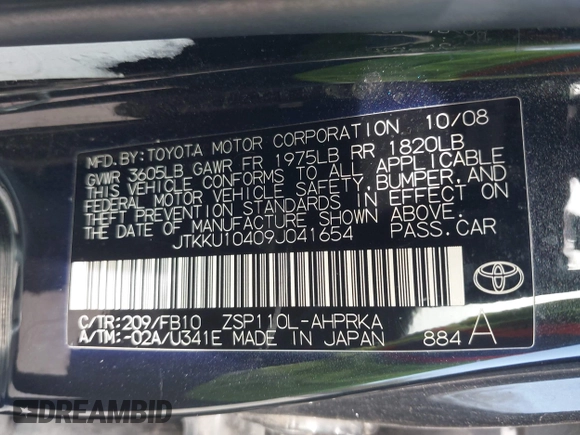 MFD.BY:TOYOTA MOTOR CORPORATION 10/08
GVWR 3605LB GAWR FR 1975LB RR 1820LB
THIS VEHICLE CONFORMS TO ALL APPLICABLE
FEDERAL MOTOR VEHICLE SAFETY,BUMPER,AND
THEFT PREVENTION STANDARDS IN EFFECT ON
THE DATE OF MANUFACTURE SHOWN ABOVE.
JTKKU10409J041654 PASS.CAR
C/TR:209/FB10 ZSP110L-AHPRKA
A/TM:-02A/U341E MADE IN JAPAN 884 A
DREAMBID